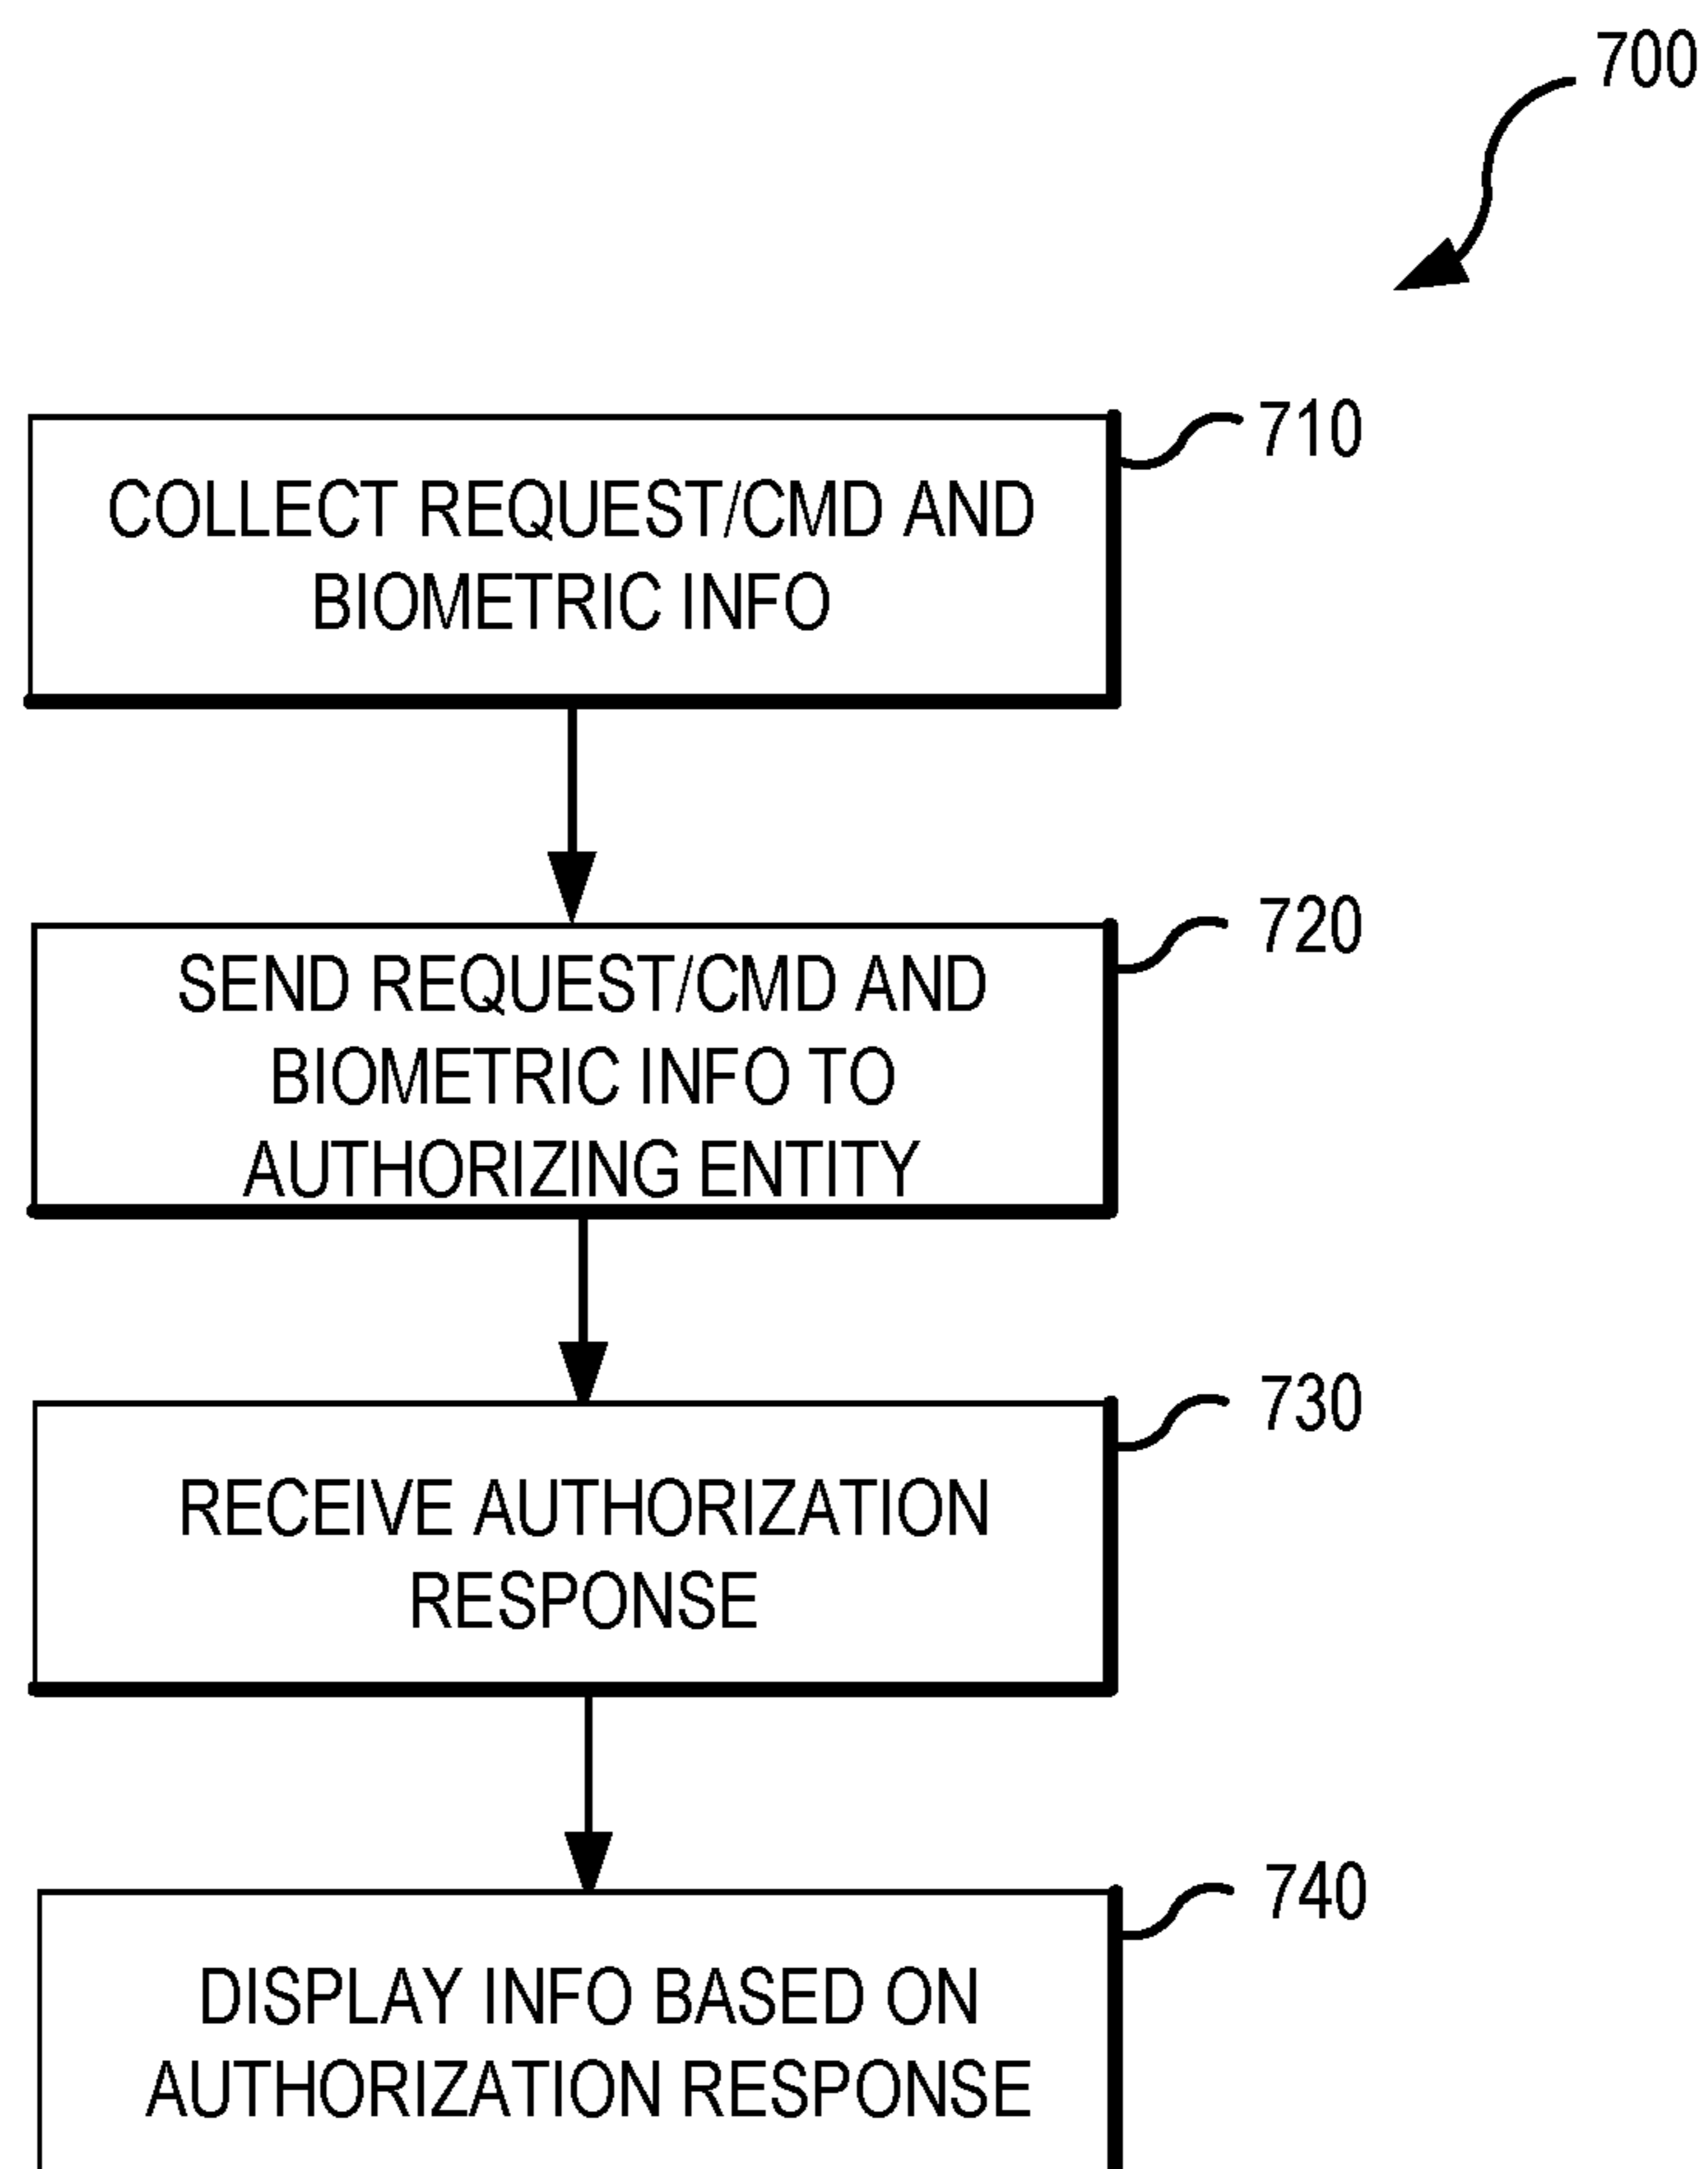 700
710
COLLECT REQUEST/CMD AND
BIOMETRIC INFO
720
SEND REQUEST/CMD AND
BIOMETRIC INFO TO
AUTHORIZING ENTITY
730
RECEIVE AUTHORIZATION
RESPONSE
740
DISPLAY INFO BASED ON
AUTHORIZATION RESPONSE